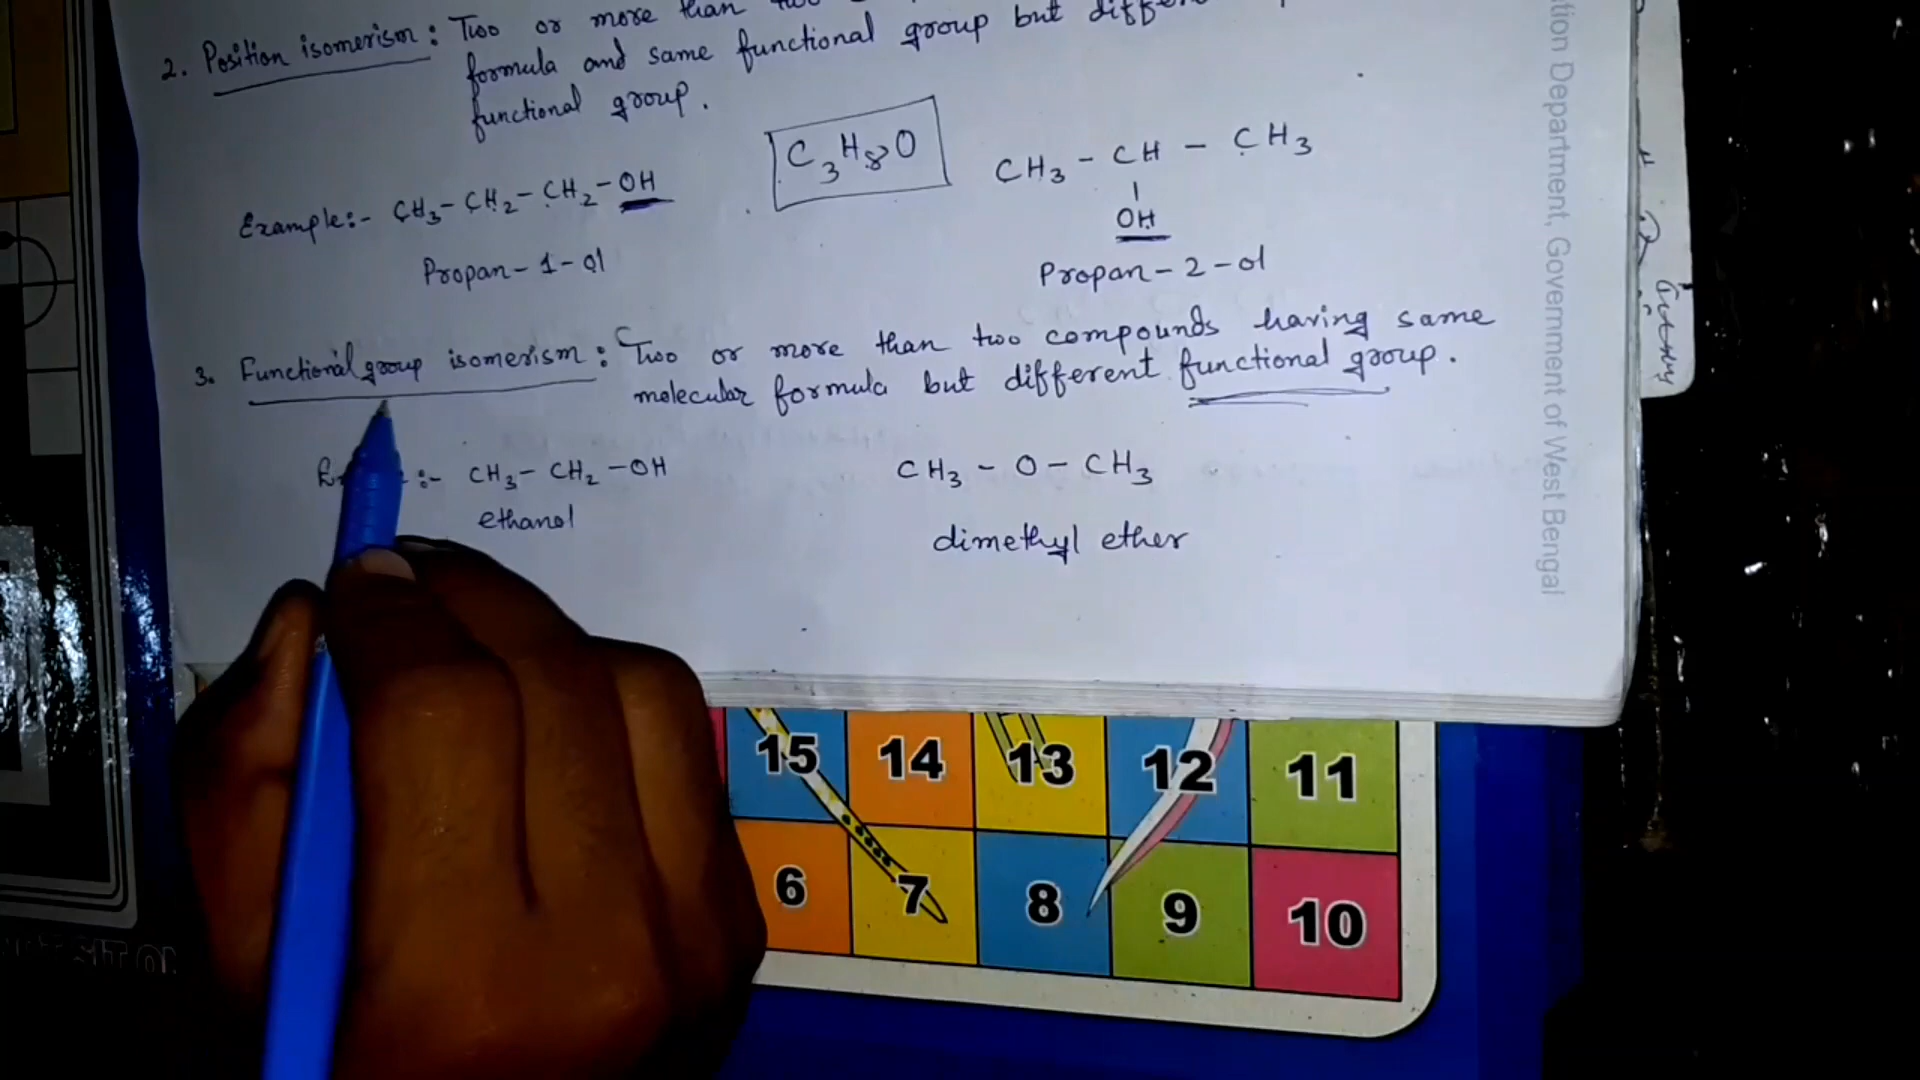 2. Position isomerism : Two or more than two
formula and same functional group but different
functional group.
C3H8O
Example:- CH3 - CH2 - CH2 - OH
CH3 - CH - CH3
OH
Propan - 1 - ol
Propan - 2 - ol
3. Functional group isomerism : Two or more than two compounds having same
molecular formula but different functional group.
:- CH3 - CH2 - OH
CH3 - O - CH3
ethanol
dimethyl ether
tion Department, Government of West Bengal
15 14 13 12 11
6 7 8 9 10